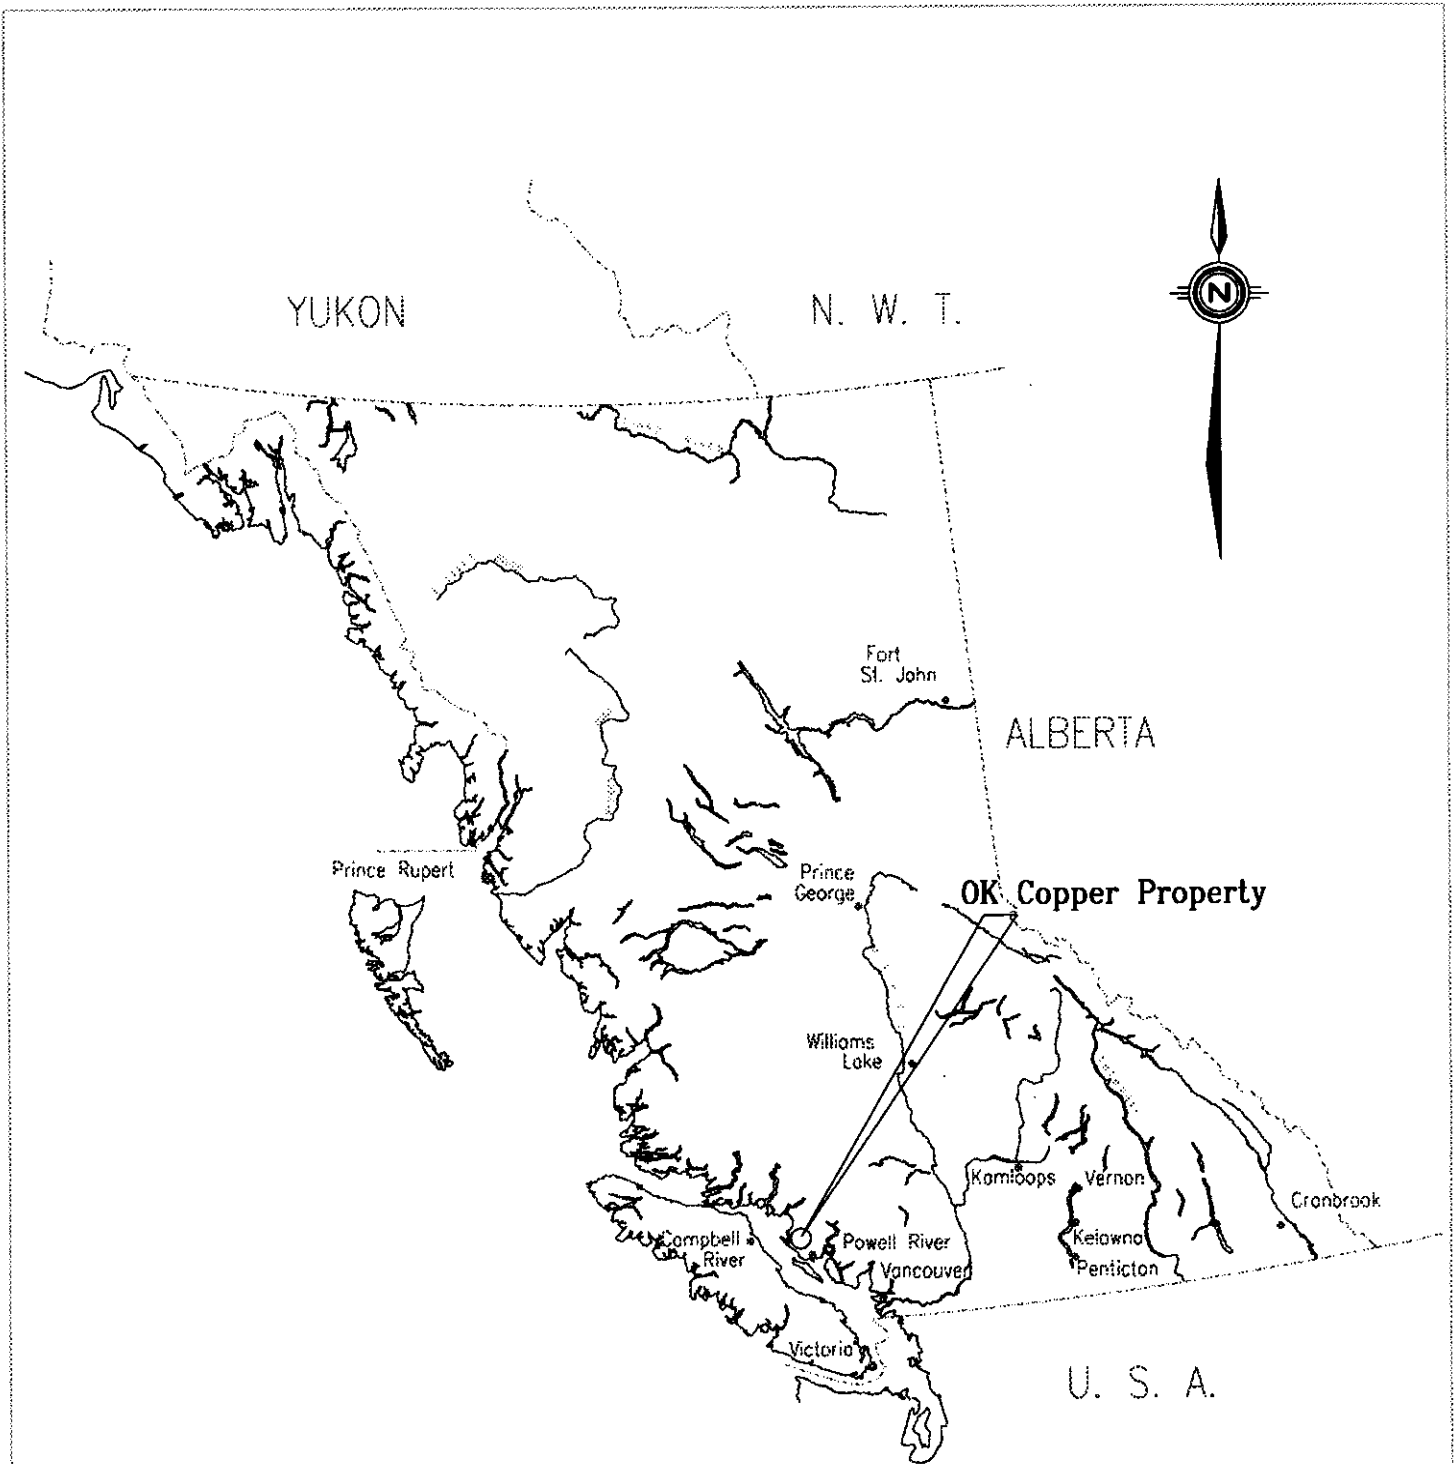 YUKON
N. W. T.
N
Fort
St. John
ALBERTA
Prince Rupert
Prince
George
OK Copper Property
Williams
Lake
Kamloops
Vernon
Cranbrook
Campbell
River
Powell River
Kelowna
Vancouver
Penticton
Victoria
U. S. A.